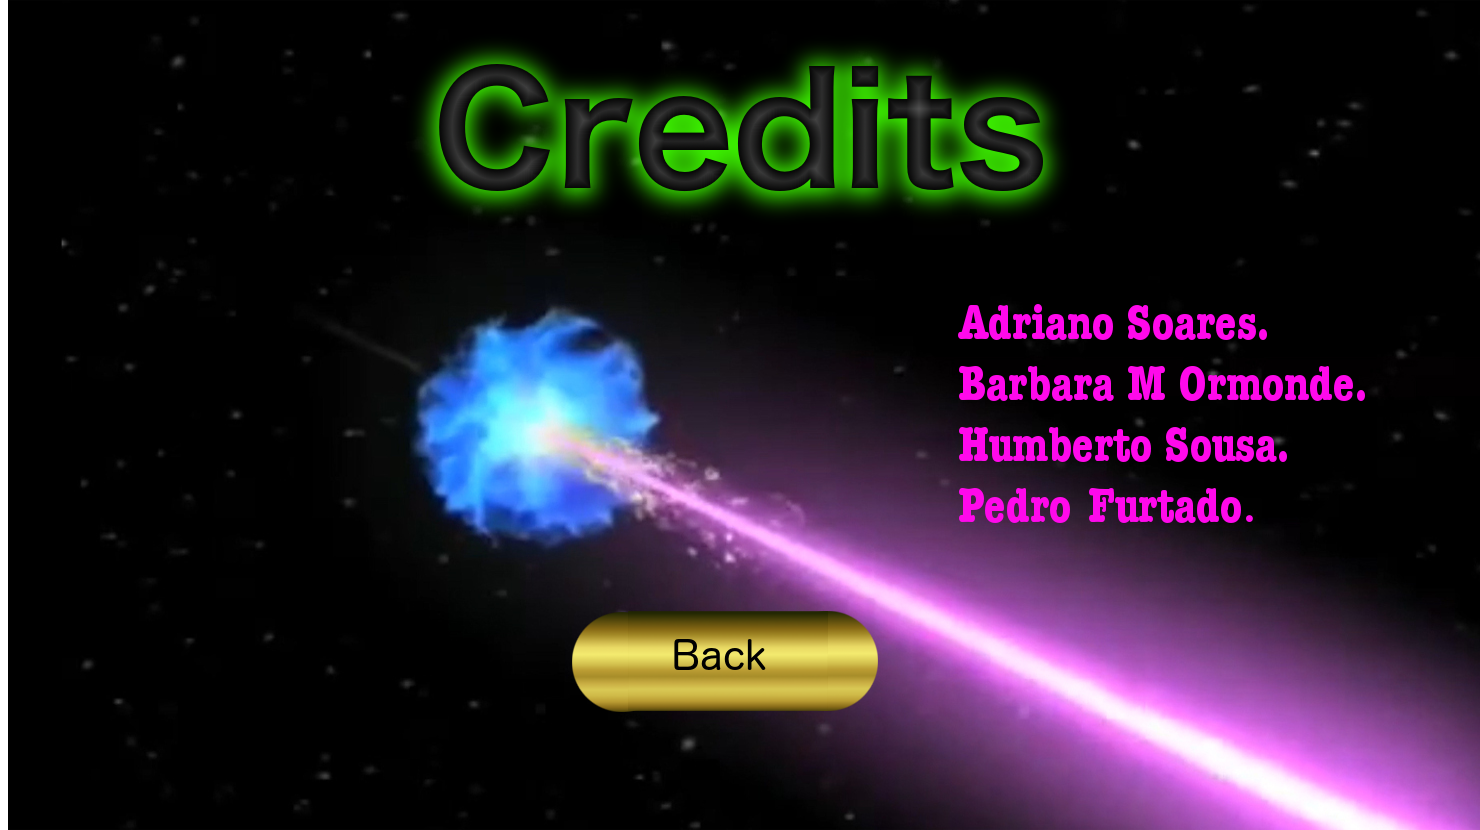 Credits
Adriano Soares.
Barbara M Ormonde.
Humberto Sousa.
Pedro Furtado.
Back